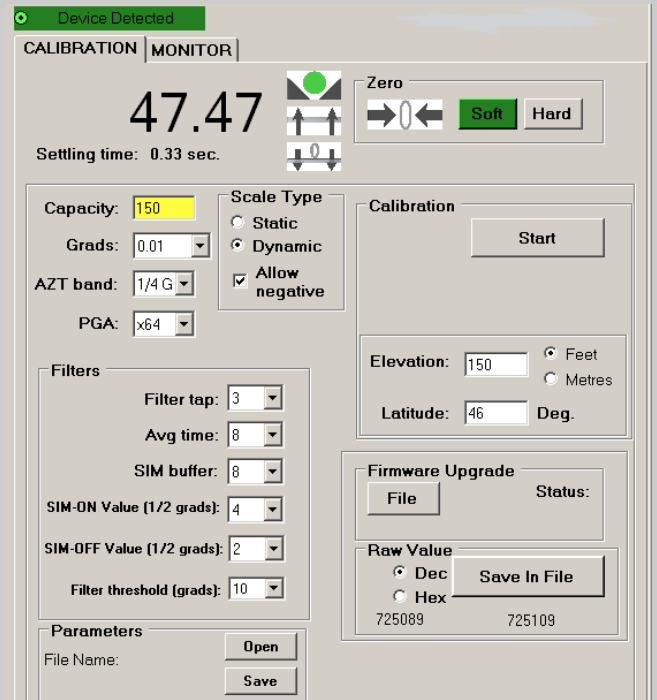 Device Detected
CALIBRATION MONITOR
47.47
Settling time: 0.33 sec.
0
Zero
0 Soft Hard
Capacity: 150
Grads: 0.01
AZT band: 1/4 G
PGA: x64
Scale Type
Static
Dynamic
Allow
negative
Calibration
Start
Elevation: 150 Feet
Metres
Latitude: 46 Deg.
Filters
Filter tap: 3
Avg time: 8
SIM buffer: 8
SIM-ON Value (1/2 grads): 4
SIM-OFF Value (1/2 grads): 2
Filter threshold (grads): 10
Firmware Upgrade
File Status:
Raw Value
Dec Save In File
Hex
725089 725109
Parameters
File Name: Open
Save